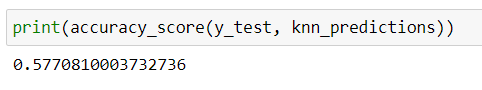 print(accuracy_score(y_test, knn_predictions))
0.5770810003732736